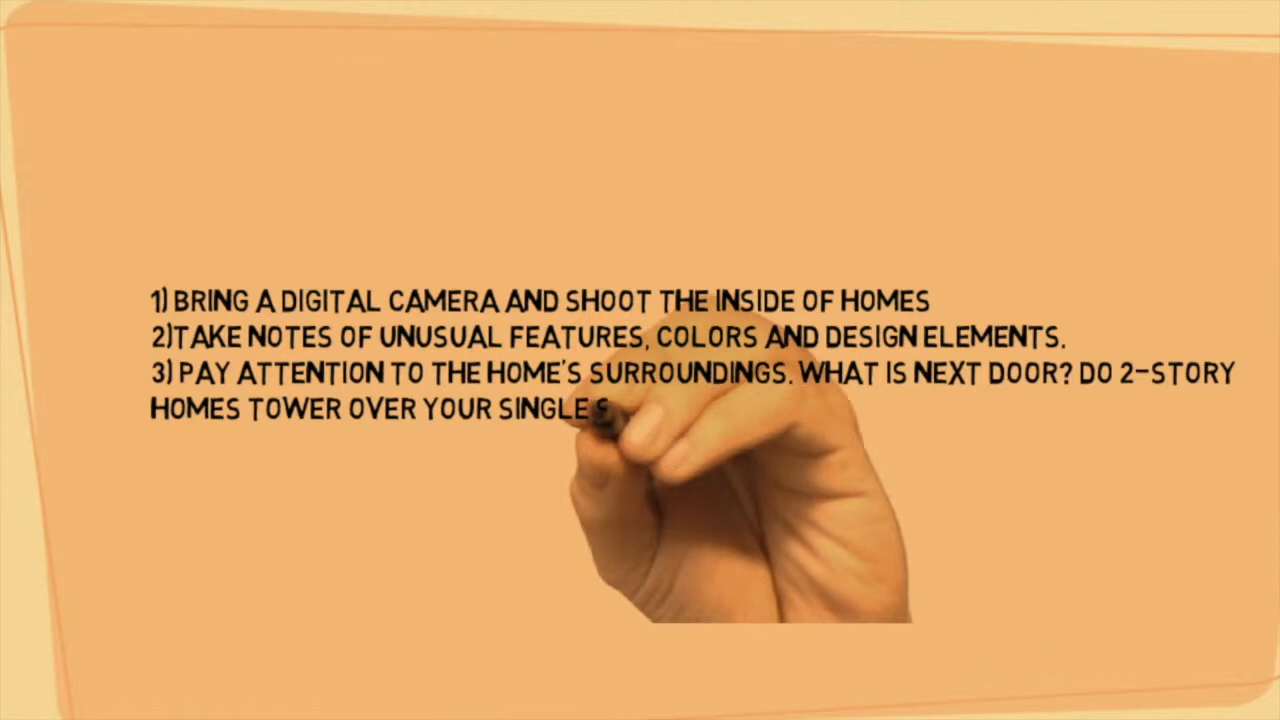 1) BRING A DIGITAL CAMERA AND SHOOT THE INSIDE OF HOMES
2)TAKE NOTES OF UNUSUAL FEATURES, COLORS AND DESIGN ELEMENTS.
3) PAY ATTENTION TO THE HOME'S SURROUNDINGS. WHAT IS NEXT DOOR? DO 2-STORY
HOMES TOWER OVER YOUR SINGLE S